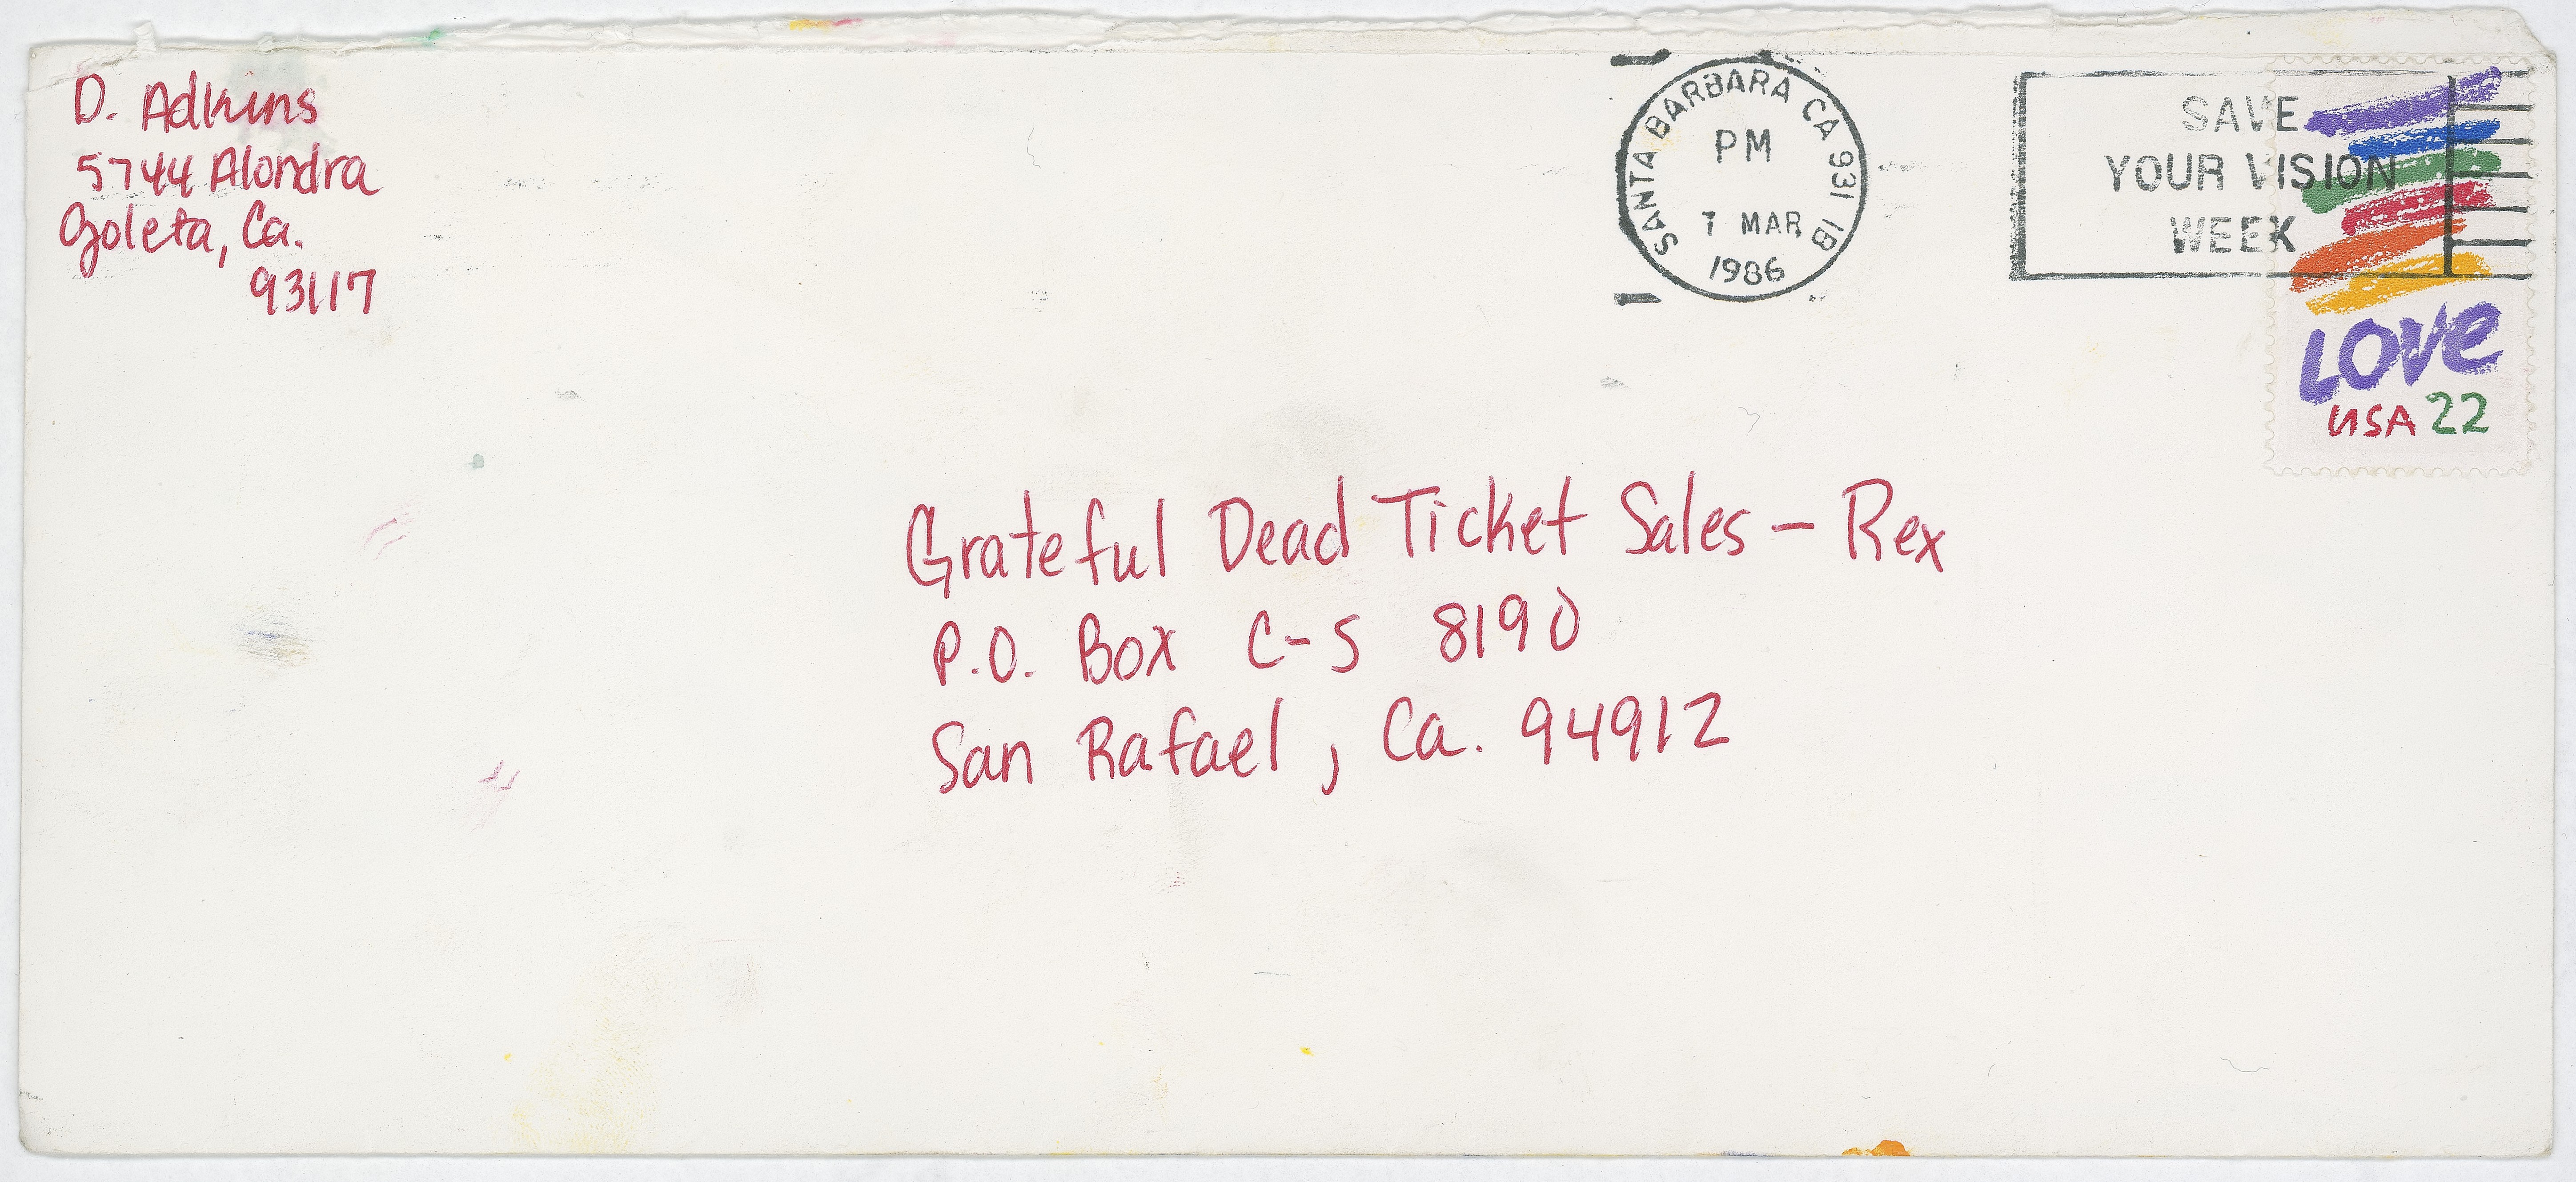 D. Adkins
5744 Alondra
Goleta, Ca.
93117
SANTA BARBARA CA 931 1B
PM
7 MAR
1986
SAVE
YOUR VISION
WEEK
LOVE
USA 22
Grateful Dead Ticket Sales - Rex
P.O. Box C-S 8190
San Rafael, Ca. 94912